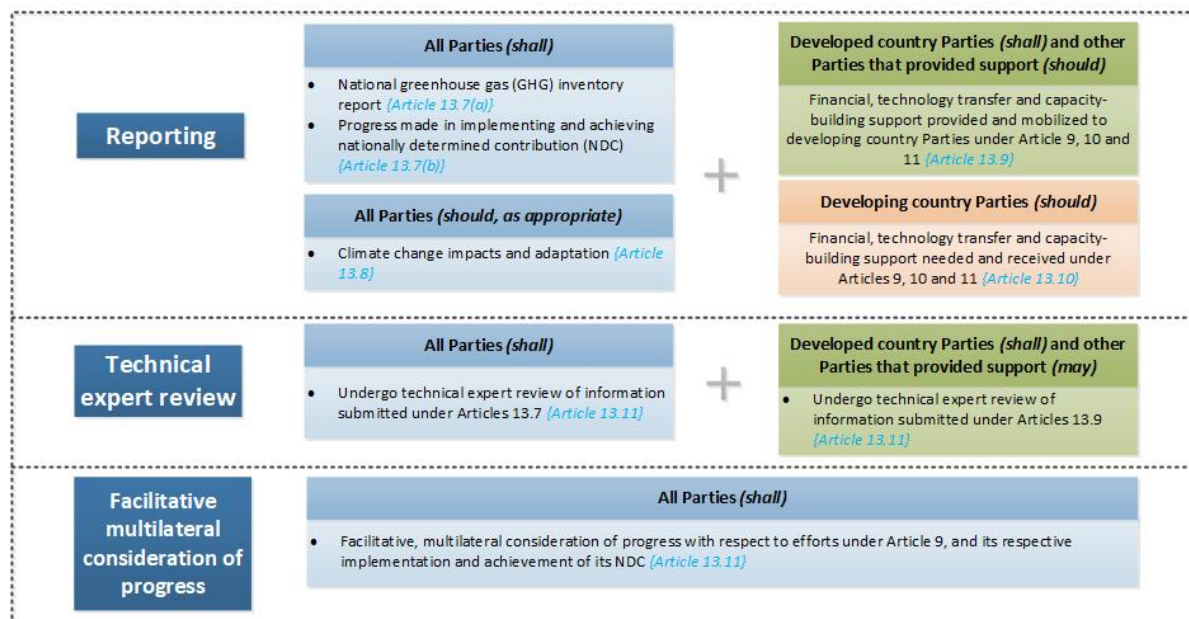 Reporting
All Parties (shall)
• National greenhouse gas (GHG) inventory
report {Article 13.7(a)}
• Progress made in implementing and achieving
nationally determined contribution (NDC)
{Article 13.7(b)}
All Parties (should, as appropriate)
• Climate change impacts and adaptation {Article
13.8}
+
Developed country Parties (shall) and other
Parties that provided support (should)
Financial, technology transfer and capacity-
building support provided and mobilized to
developing country Parties under Article 9, 10 and
11 {Article 13.9}
Developing country Parties (should)
Financial, technology transfer and capacity-
building support needed and received under
Articles 9, 10 and 11 {Article 13.10}
Technical
expert review
All Parties (shall)
• Undergo technical expert review of information
submitted under Articles 13.7 {Article 13.11}
+
Developed country Parties (shall) and other
Parties that provided support (may)
• Undergo technical expert review of
information submitted under Articles 13.9
{Article 13.11}
Facilitative
multilateral
consideration of
progress
All Parties (shall)
• Facilitative, multilateral consideration of progress with respect to efforts under Article 9, and its respective
implementation and achievement of its NDC {Article 13.11}